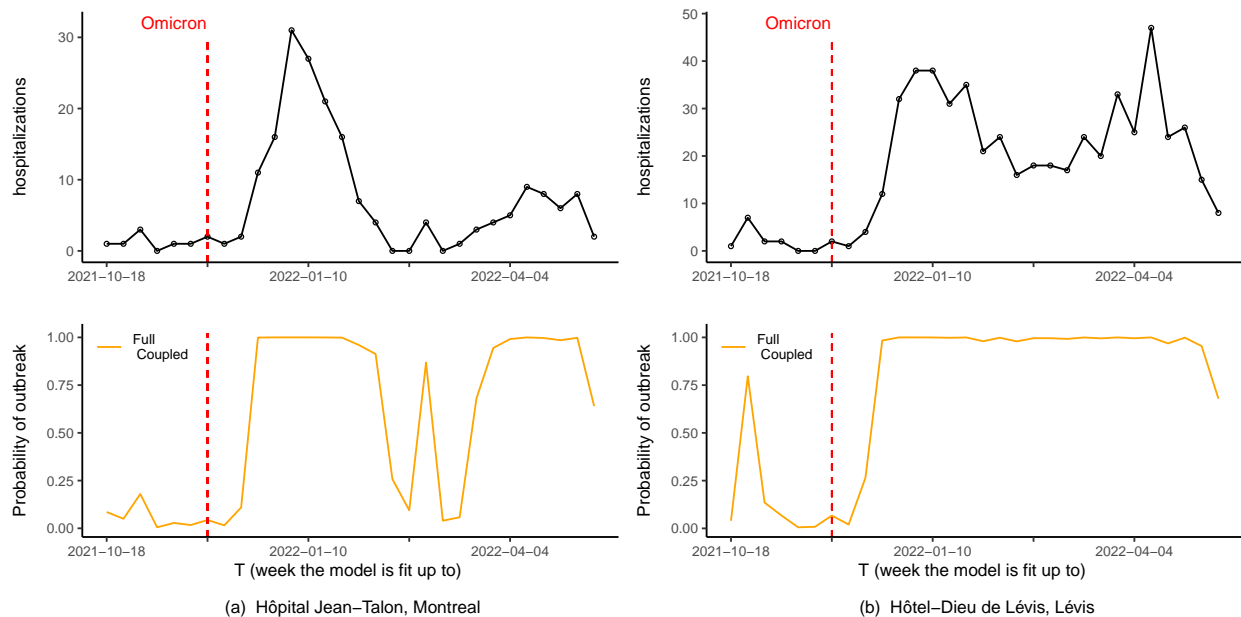 Omicron
hospitalizations
30
20
10
0
2021−10−18
2022−01−10
2022−04−04
Omicron
hospitalizations
50
40
30
20
10
0
2021−10−18
2022−01−10
2022−04−04
Probability of outbreak
1.00
0.75
0.50
0.25
0.00
Full
Coupled
2021−10−18
2022−01−10
2022−04−04
T (week the model is fit up to)
(a) Hôpital Jean−Talon, Montreal
Probability of outbreak
1.00
0.75
0.50
0.25
0.00
Full
Coupled
2021−10−18
2022−01−10
2022−04−04
T (week the model is fit up to)
(b) Hôtel−Dieu de Lévis, Lévis